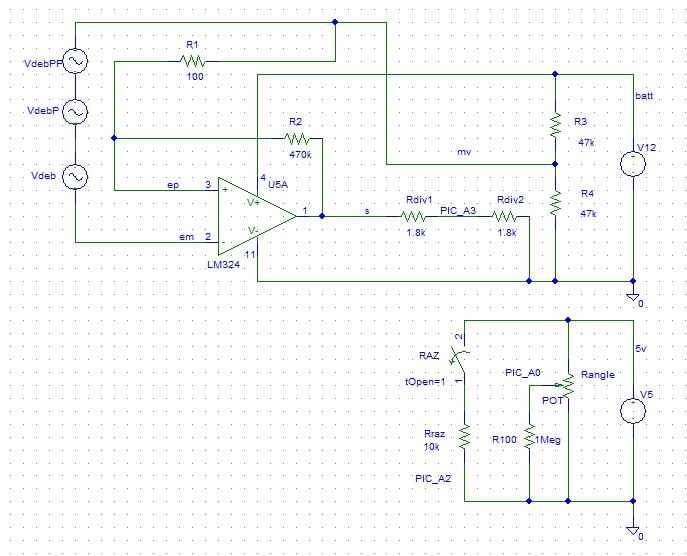 R1
VdebPP
100
batt
VdebP
R2
R3
470k
47k
mv
V12
Vdeb
ep
3
4
U5A
+
V+
R4
Rdiv1
Rdiv2
1
s
PIC_A3
47k
em
2
V-
1.8k
1.8k
-
11
LM324
0
2
5v
RAZ
PIC_A0
Rangle
tOpen=1
1
POT
V5
Rraz
R100
1Meg
10k
PIC_A2
0